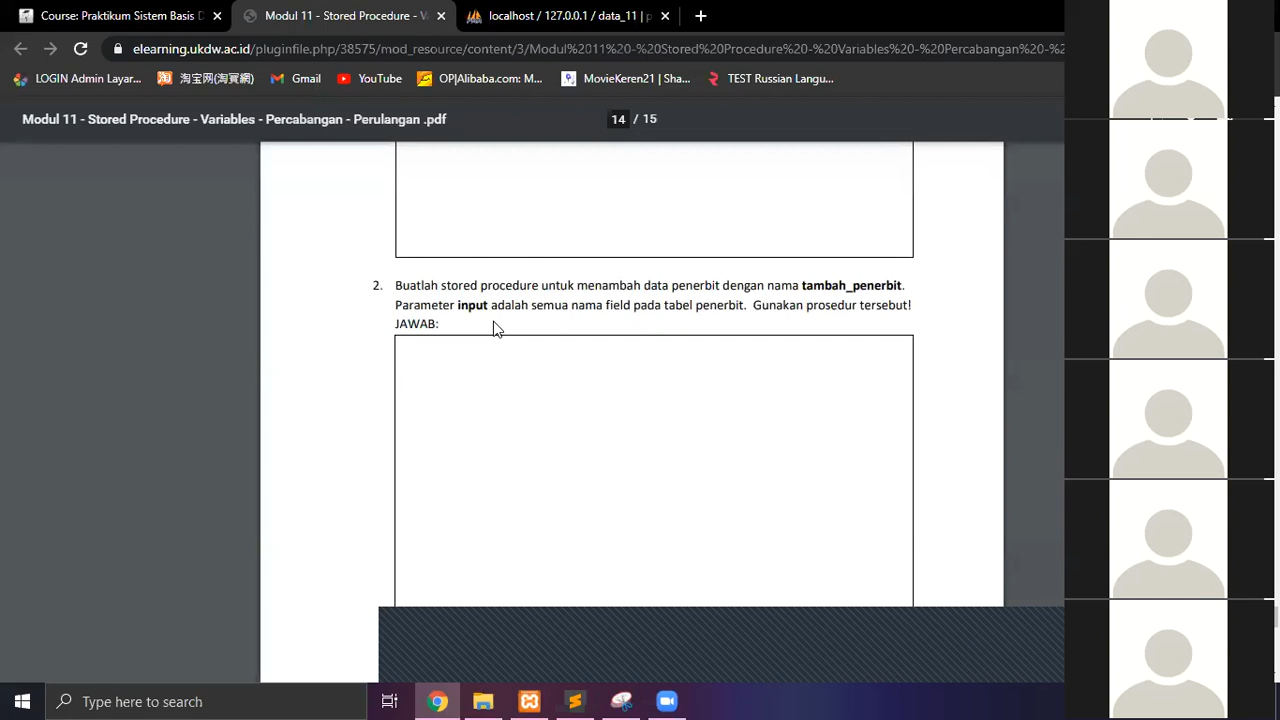 Course: Praktikum Sistem Basis D
Modul 11 - Stored Procedure - V
localhost / 127.0.0.1 / data_11 | p
elearning.ukdw.ac.id/pluginfile.php/38575/mod_resource/content/3/Modul%2011%20-%20Stored%20Procedure%20-%20Variables%20-%20Percabangan%20-%2
LOGIN Admin Layar...
淘 淘宝网(淘寶網)
Gmail
YouTube
OP|Alibaba.com: M...
MovieKeren21 | Sha...
TEST Russian Langu...
Modul 11 - Stored Procedure - Variables - Percabangan - Perulangan .pdf
14 / 15
2. Buatlah stored procedure untuk menambah data penerbit dengan nama tambah_penerbit.
Parameter input adalah semua nama field pada tabel penerbit. Gunakan prosedur tersebut!
JAWAB:
Type here to search